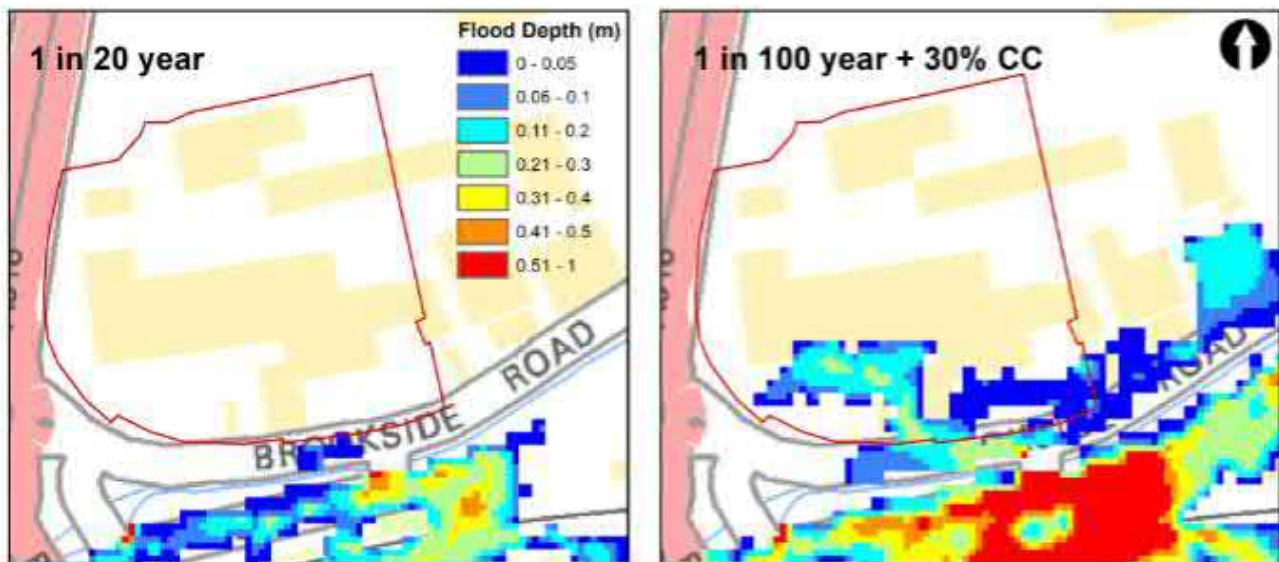 1 in 20 year
Flood Depth (m)
0 - 0.05
0.06 - 0.1
0.11 - 0.2
0.21 - 0.3
0.31 - 0.4
0.41 - 0.5
0.51 - 1
BROOKSIDE ROAD
1 in 100 year + 30% CC
ROAD